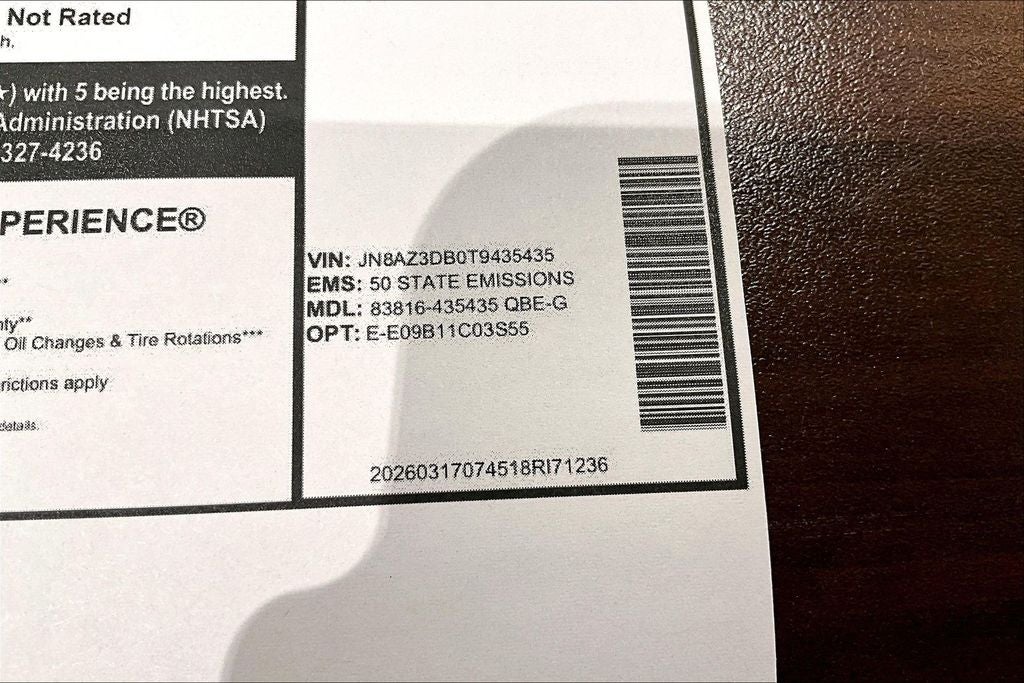 Not Rated
h.
★) with 5 being the highest.
Administration (NHTSA)
327-4236
PERIENCE®
**
nty**
Oil Changes & Tire Rotations***
rictions apply
details.
VIN: JN8AZ3DB0T9435435
EMS: 50 STATE EMISSIONS
MDL: 83816-435435 QBE-G
OPT: E-E09B11C03S55
20260317074518RI71236